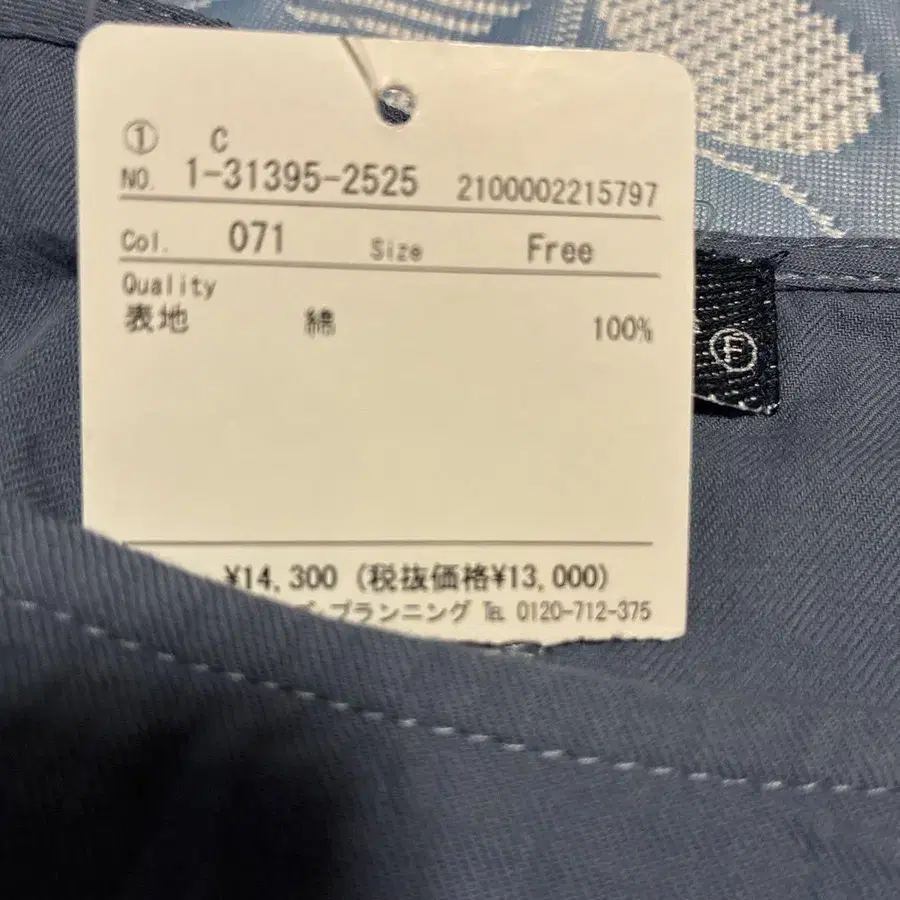 ① C
NO. 1-31395-2525 2100002215797
Col. 071 Size Free
Quality
表地 綿 100%
¥14,300 (税抜価格¥13,000)
プランニング TEL 0120-712-375
F